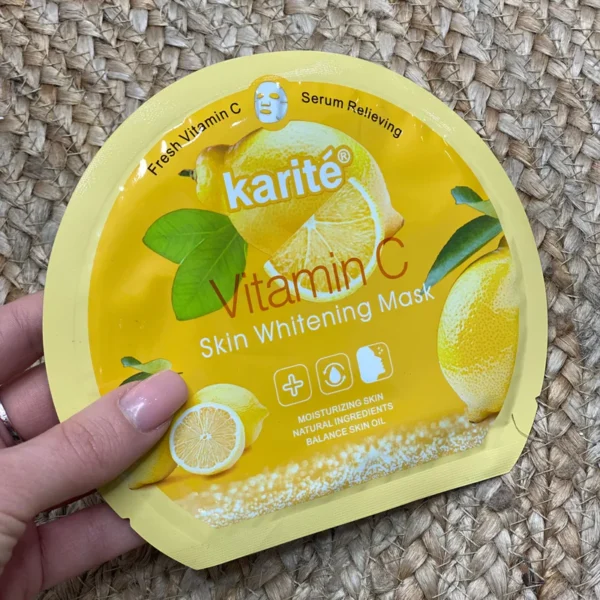 Fresh Vitamin C
Serum Relieving
karité®
Vitamin C
Skin Whitening Mask
MOISTURIZING SKIN
NATURAL INGREDIENTS
BALANCE SKIN OIL